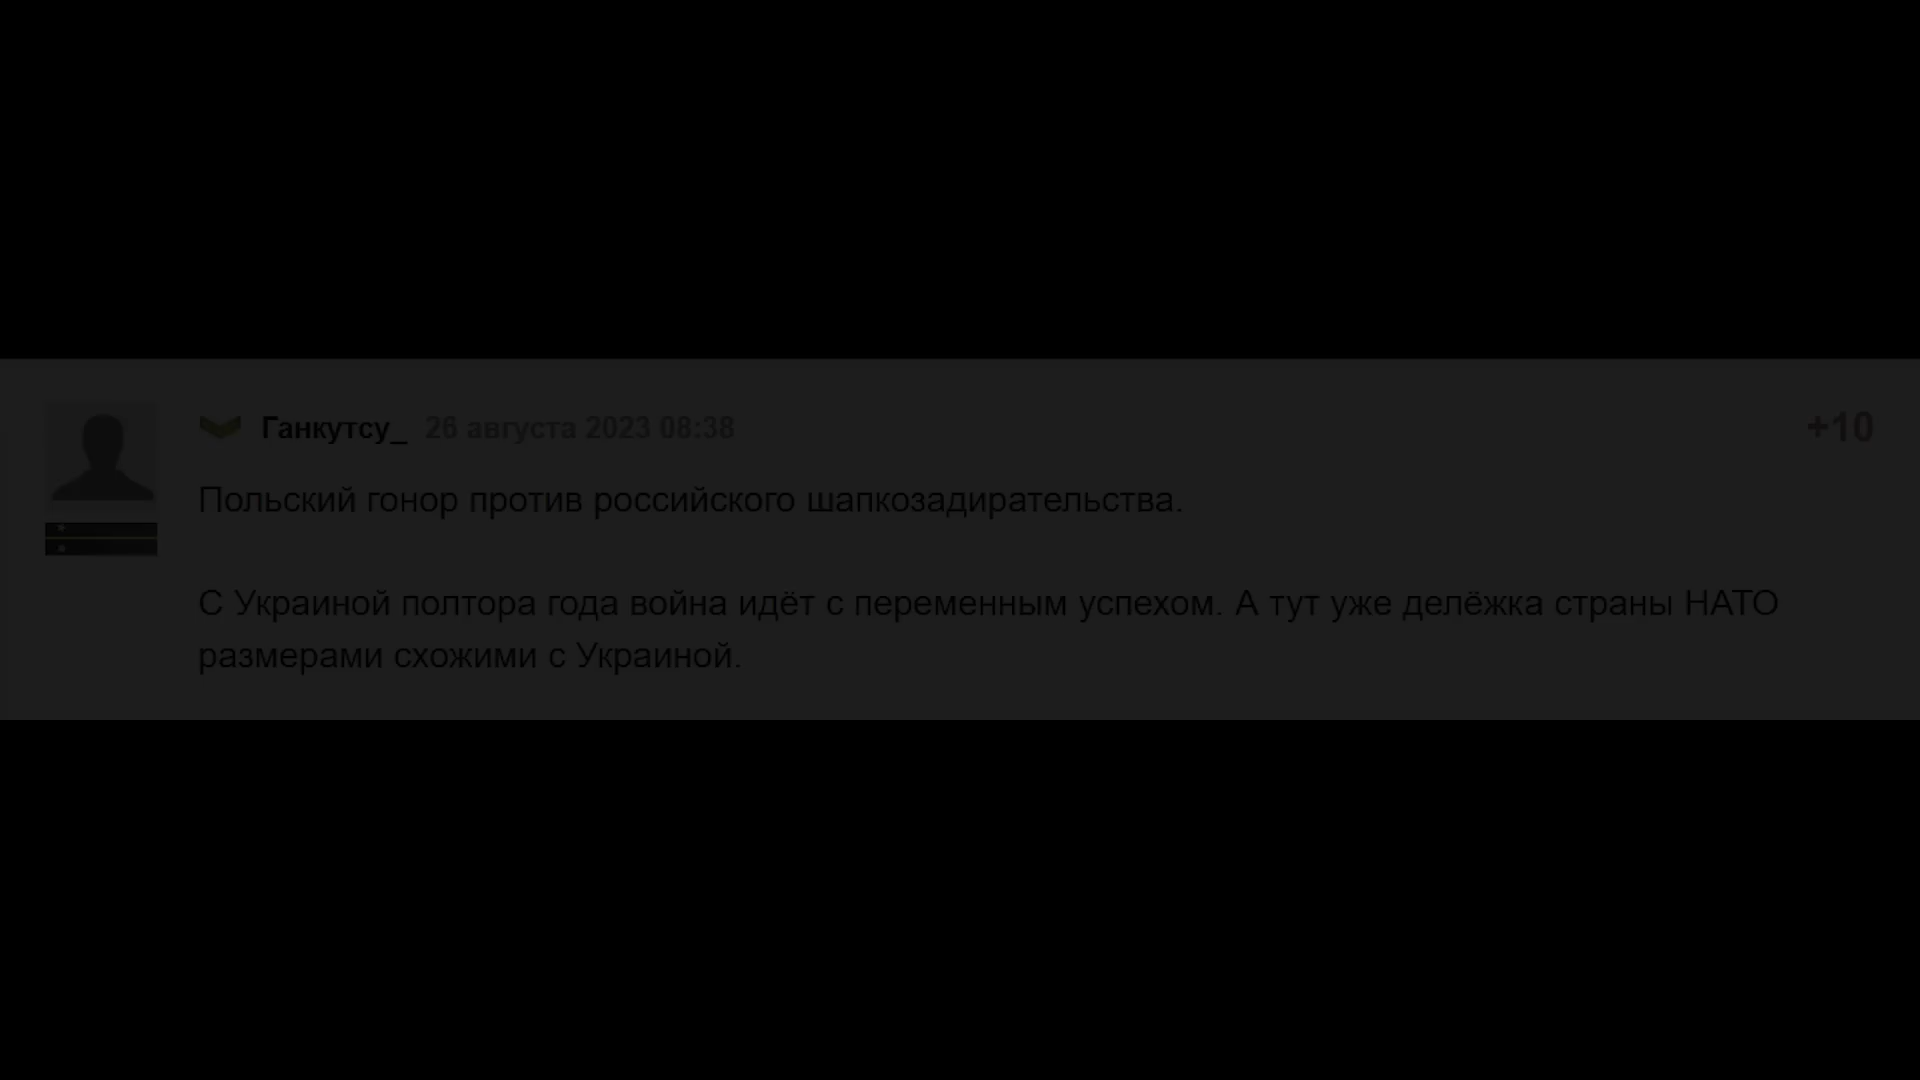 Ганкутсу_ 26 августа 2023 08:38 +10
Польский гонор против российского шапкозадирательства.
С Украиной полтора года война идёт с переменным успехом. А тут уже делёжка страны НАТО
размерами схожими с Украиной.